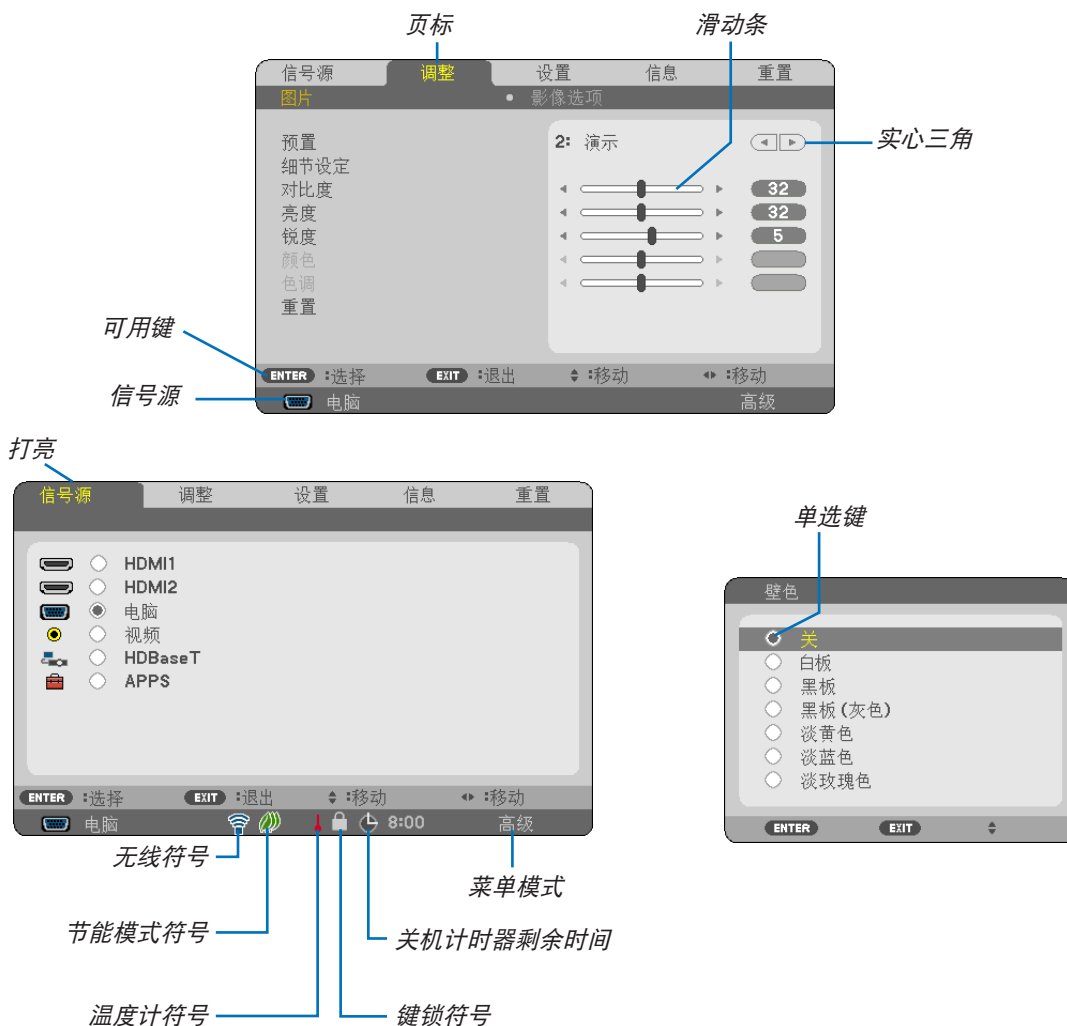 页标
滑动条
信号源 调整 设置 信息 重置
图片 • 影像选项
预置 2: 演示
实心三角
细节设定
对比度 32
亮度 32
锐度 5
颜色
色调
重置
可用键
ENTER :选择 EXIT :退出 :移动 :移动
信号源
电脑 高级
打亮
信号源 调整 设置 信息 重置
HDMI1
HDMI2
电脑
视频
HDBaseT
APPS
ENTER :选择 EXIT :退出 :移动 :移动
电脑 8:00 高级
无线符号
菜单模式
节能模式符号
关机计时器剩余时间
温度计符号
键锁符号
单选键
壁色
关
白板
黑板
黑板(灰色)
淡黄色
淡蓝色
淡玫瑰色
ENTER EXIT